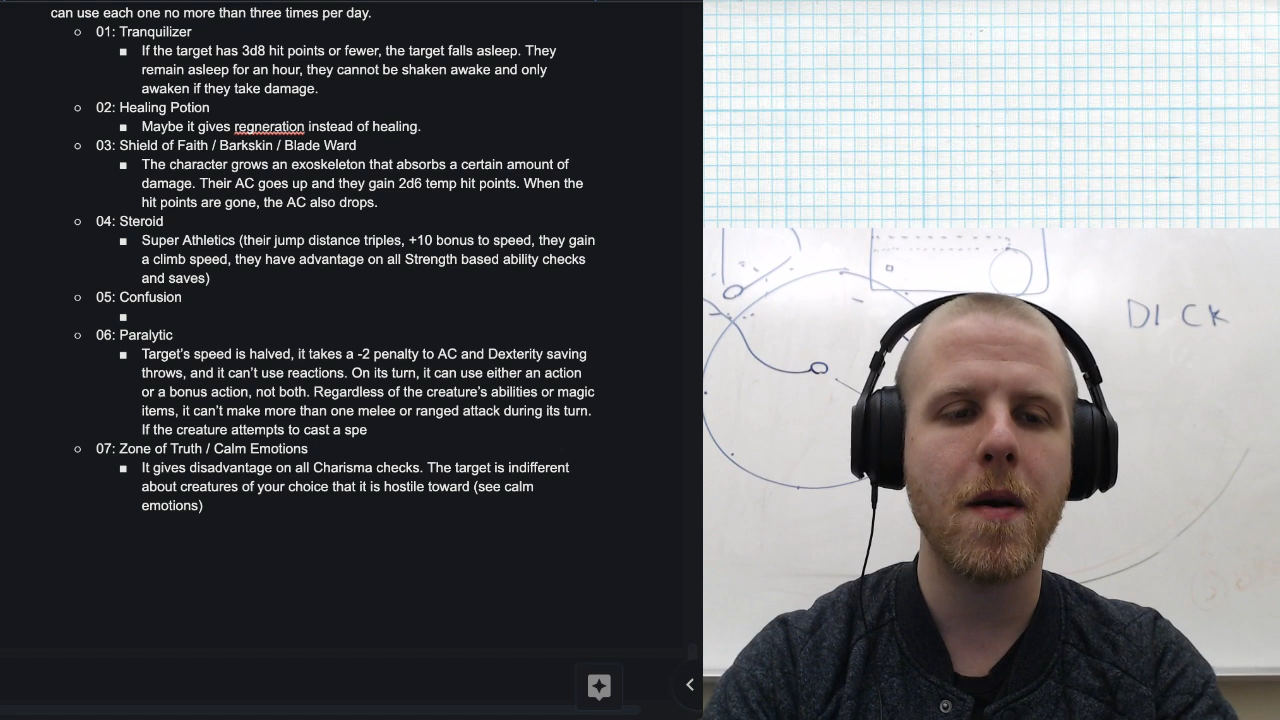 can use each one no more than three times per day.
01: Tranquilizer
If the target has 3d8 hit points or fewer, the target falls asleep. They
remain asleep for an hour, they cannot be shaken awake and only
awaken if they take damage.
02: Healing Potion
Maybe it gives regneration instead of healing.
03: Shield of Faith / Barkskin / Blade Ward
The character grows an exoskeleton that absorbs a certain amount of
damage. Their AC goes up and they gain 2d6 temp hit points. When the
hit points are gone, the AC also drops.
04: Steroid
Super Athletics (their jump distance triples, +10 bonus to speed, they gain
a climb speed, they have advantage on all Strength based ability checks
and saves)
05: Confusion
06: Paralytic
Target's speed is halved, it takes a -2 penalty to AC and Dexterity saving
throws, and it can't use reactions. On its turn, it can use either an action
or a bonus action, not both. Regardless of the creature's abilities or magic
items, it can't make more than one melee or ranged attack during its turn.
If the creature attempts to cast a spe
07: Zone of Truth / Calm Emotions
It gives disadvantage on all Charisma checks. The target is indifferent
about creatures of your choice that it is hostile toward (see calm
emotions)
DICK